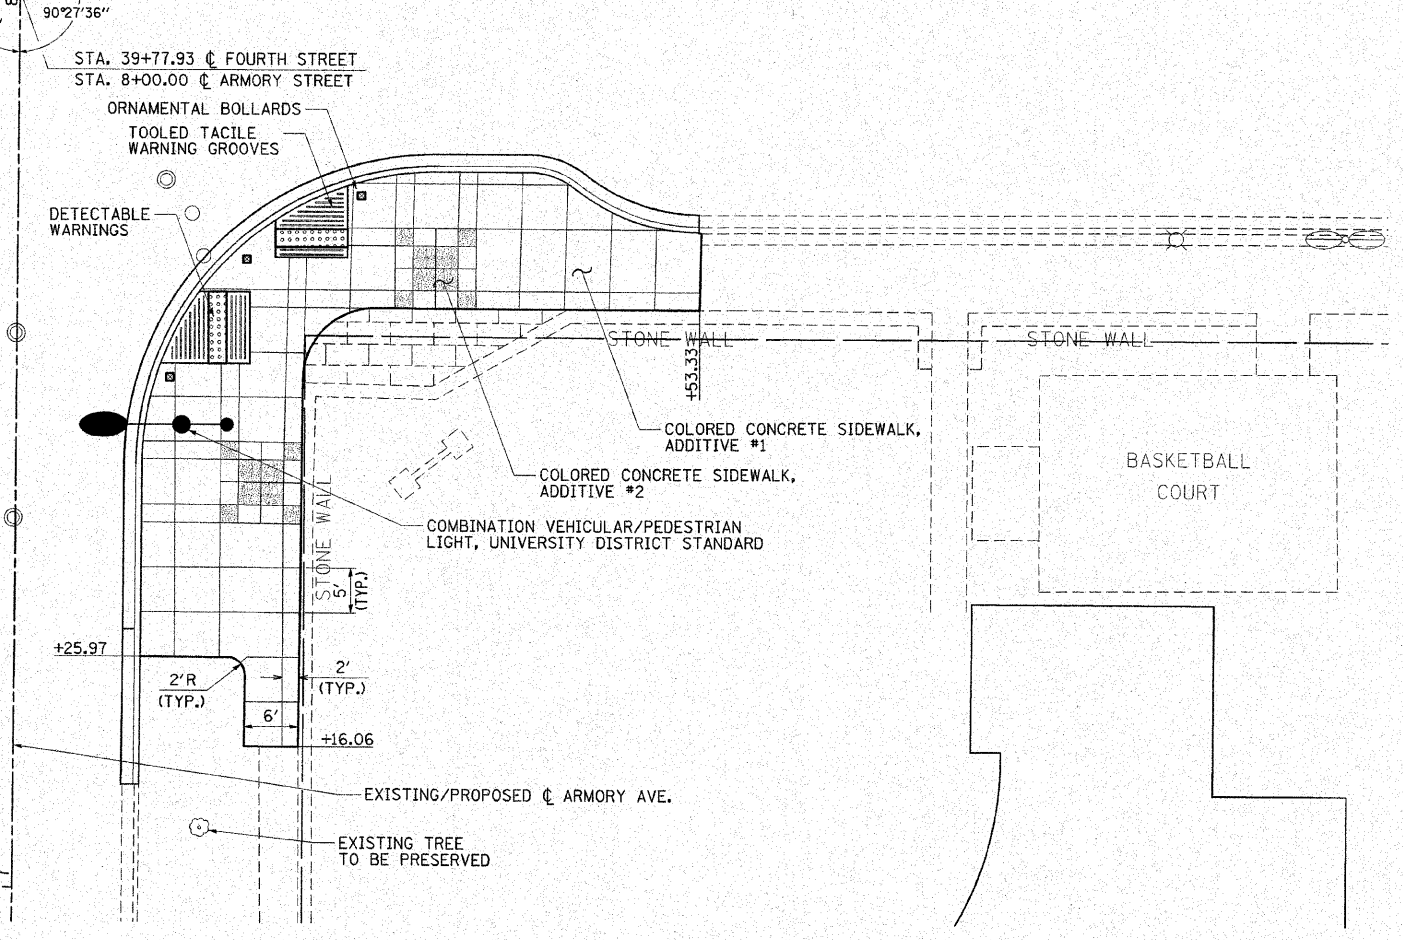 90°27'36"
STA. 39+77.93 ℄ FOURTH STREET
STA. 8+00.00 ℄ ARMORY STREET
ORNAMENTAL BOLLARDS
TOOLED TACILE
WARNING GROOVES
DETECTABLE
WARNINGS
STONE WALL
STONE WALL
+53.33
COLORED CONCRETE SIDEWALK,
ADDITIVE #1
BASKETBALL
COURT
COLORED CONCRETE SIDEWALK,
ADDITIVE #2
COMBINATION VEHICULAR/PEDESTRIAN
LIGHT, UNIVERSITY DISTRICT STANDARD
STONE WALL
5'
(TYP.)
+25.97
2'R
(TYP.)
2'
(TYP.)
6'
+16.06
EXISTING/PROPOSED ℄ ARMORY AVE.
EXISTING TREE
TO BE PRESERVED